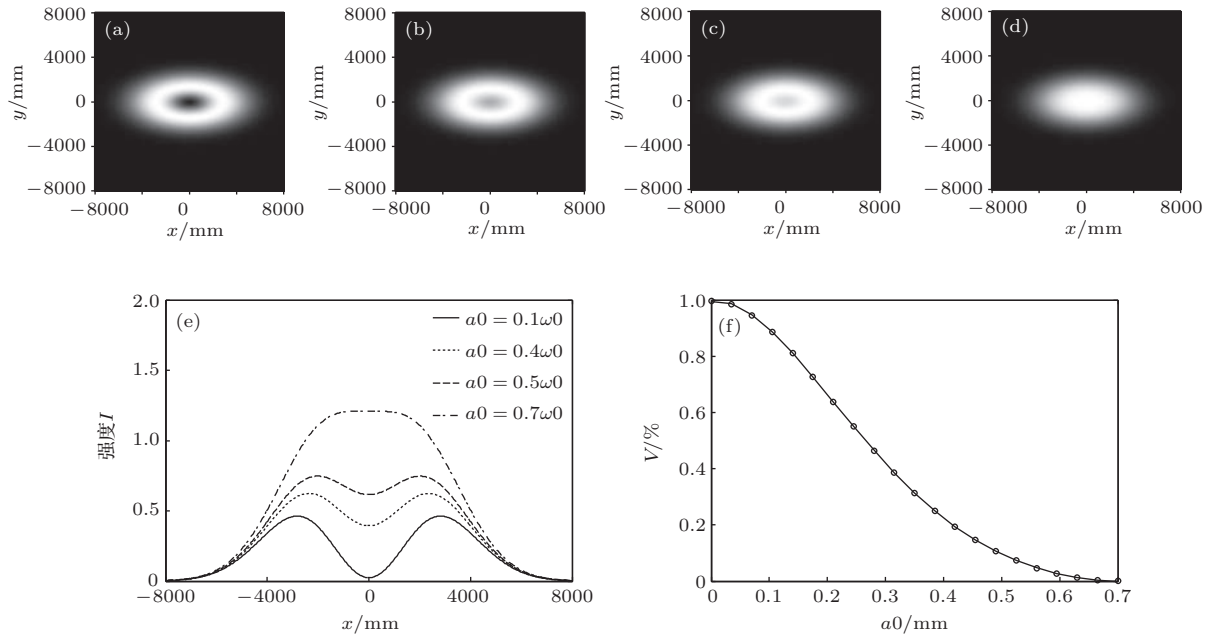 8000
(a)
4000
y/mm
0
−4000
−8000
−8000
0
8000
x/mm
8000
(b)
4000
y/mm
0
−4000
−8000
−8000
0
8000
x/mm
8000
(c)
4000
y/mm
0
−4000
−8000
−8000
0
8000
x/mm
8000
(d)
4000
y/mm
0
−4000
−8000
−8000
0
8000
x/mm
2.0
(e)
a0 = 0.1ω0
a0 = 0.4ω0
1.5
a0 = 0.5ω0
a0 = 0.7ω0
强度I
1.0
0.5
0
−8000
−4000
0
4000
8000
x/mm
1.0
(f)
0.8
0.6
V/%
0.4
0.2
0
0
0.1
0.2
0.3
0.4
0.5
0.6
0.7
a0/mm